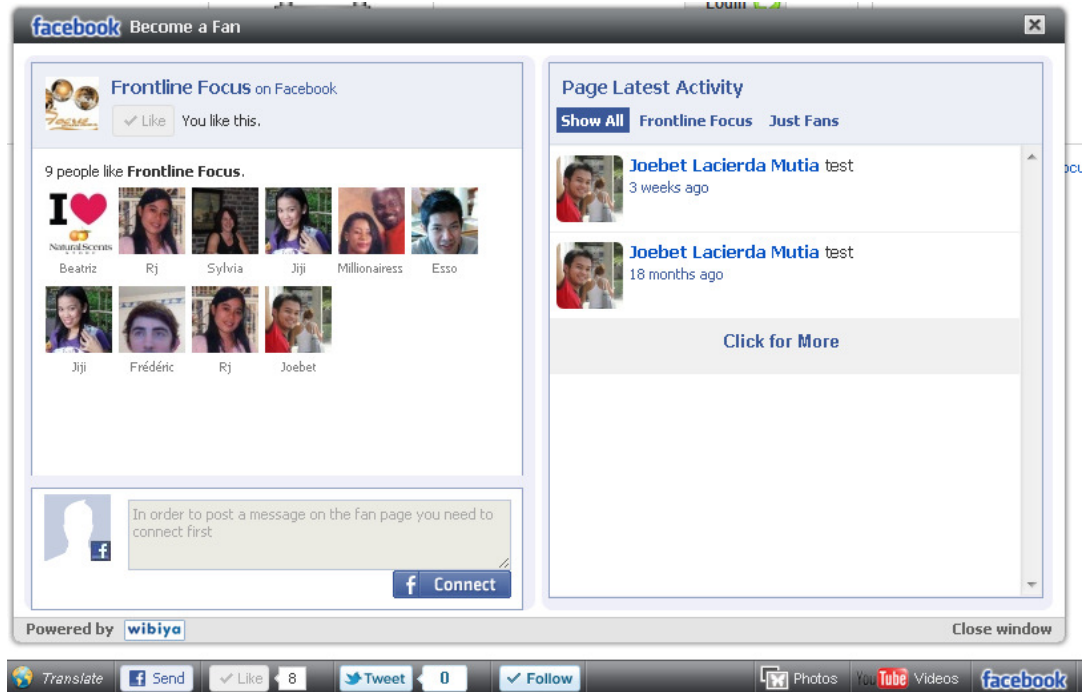 Login
facebook Become a Fan
Frontline Focus on Facebook
Like You like this.
9 people like Frontline Focus.
I
Natural Scents
Beatriz Rj Sylvia Jiji Millionairess Esso
Jiji Frédéric Rj Joebet
In order to post a message on the fan page you need to
connect first
f Connect
Page Latest Activity
Show All Frontline Focus Just Fans
Joebet Lacierda Mutia test
3 weeks ago
Joebet Lacierda Mutia test
18 months ago
Click for More
Powered by wibiya
Close window
Translate Send Like 8 Tweet 0 Follow Photos YouTube Videos facebook